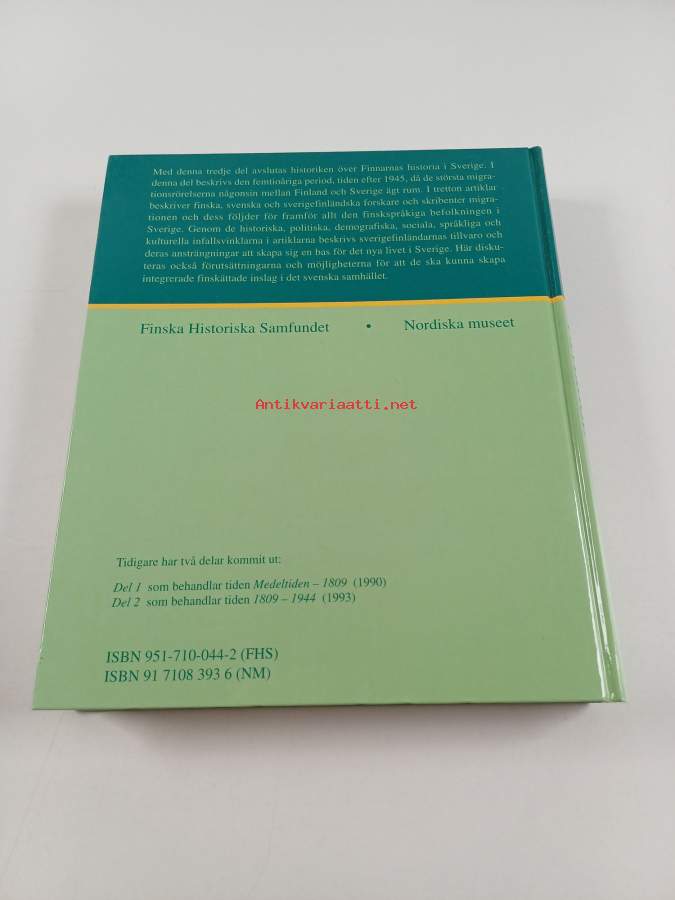 Med denna tredje del avslutas historiken över Finnarnas historia i Sverige. I
denna del beskrivs den femtioåriga period, tiden efter 1945, då de största migra-
tionsrörelserna någonsin mellan Finland och Sverige ägt rum. I tretton artiklar
beskriver finska, svenska och sverigefinländska forskare och skribenter migra-
tionen och dess följder för framför allt den finskspråkiga befolkningen i
Sverige. Genom de historiska, politiska, demografiska, sociala, språkliga och
kulturella infallsvinklarna i artiklarna beskrivs sverigefinländarnas tillvaro och
deras ansträngningar att skapa sig en bas för det nya livet i Sverige. Här disku-
teras också förutsättningarna och möjligheterna för att de ska kunna skapa
integrerade finskättade inslag i det svenska samhället.
Finska Historiska Samfundet • Nordiska museet
Antikvariaatti.net
Tidigare har två delar kommit ut:
Del 1 som behandlar tiden Medeltiden – 1809 (1990)
Del 2 som behandlar tiden 1809 – 1944 (1993)
ISBN 951-710-044-2 (FHS)
ISBN 91 7108 393 6 (NM)